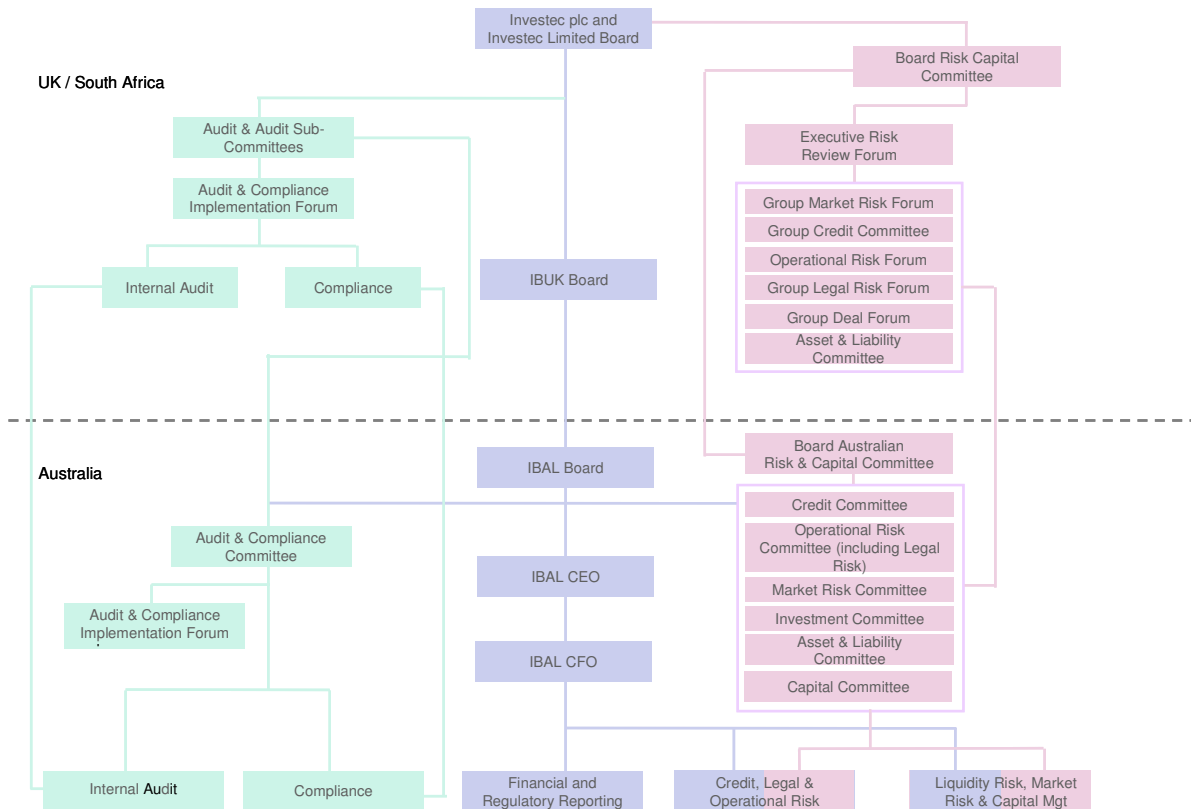 Investec plc and
Investec Limited Board
Board Risk Capital
Committee
UK / South Africa
Audit & Audit Sub-
Committees
Executive Risk
Review Forum
Audit & Compliance
Implementation Forum
Group Market Risk Forum
Group Credit Committee
Operational Risk Forum
Group Legal Risk Forum
Group Deal Forum
Asset & Liability
Committee
Internal Audit
Compliance
IBUK Board
Australia
IBAL Board
Board Australian
Risk & Capital Committee
Credit Committee
Operational Risk
Committee (including Legal
Risk)
Market Risk Committee
Investment Committee
Asset & Liability
Committee
Capital Committee
Audit & Compliance
Committee
IBAL CEO
Audit & Compliance
Implementation Forum
IBAL CFO
Internal Audit
Compliance
Financial and
Regulatory Reporting
Credit, Legal &
Operational Risk
Liquidity Risk, Market
Risk & Capital Mgt